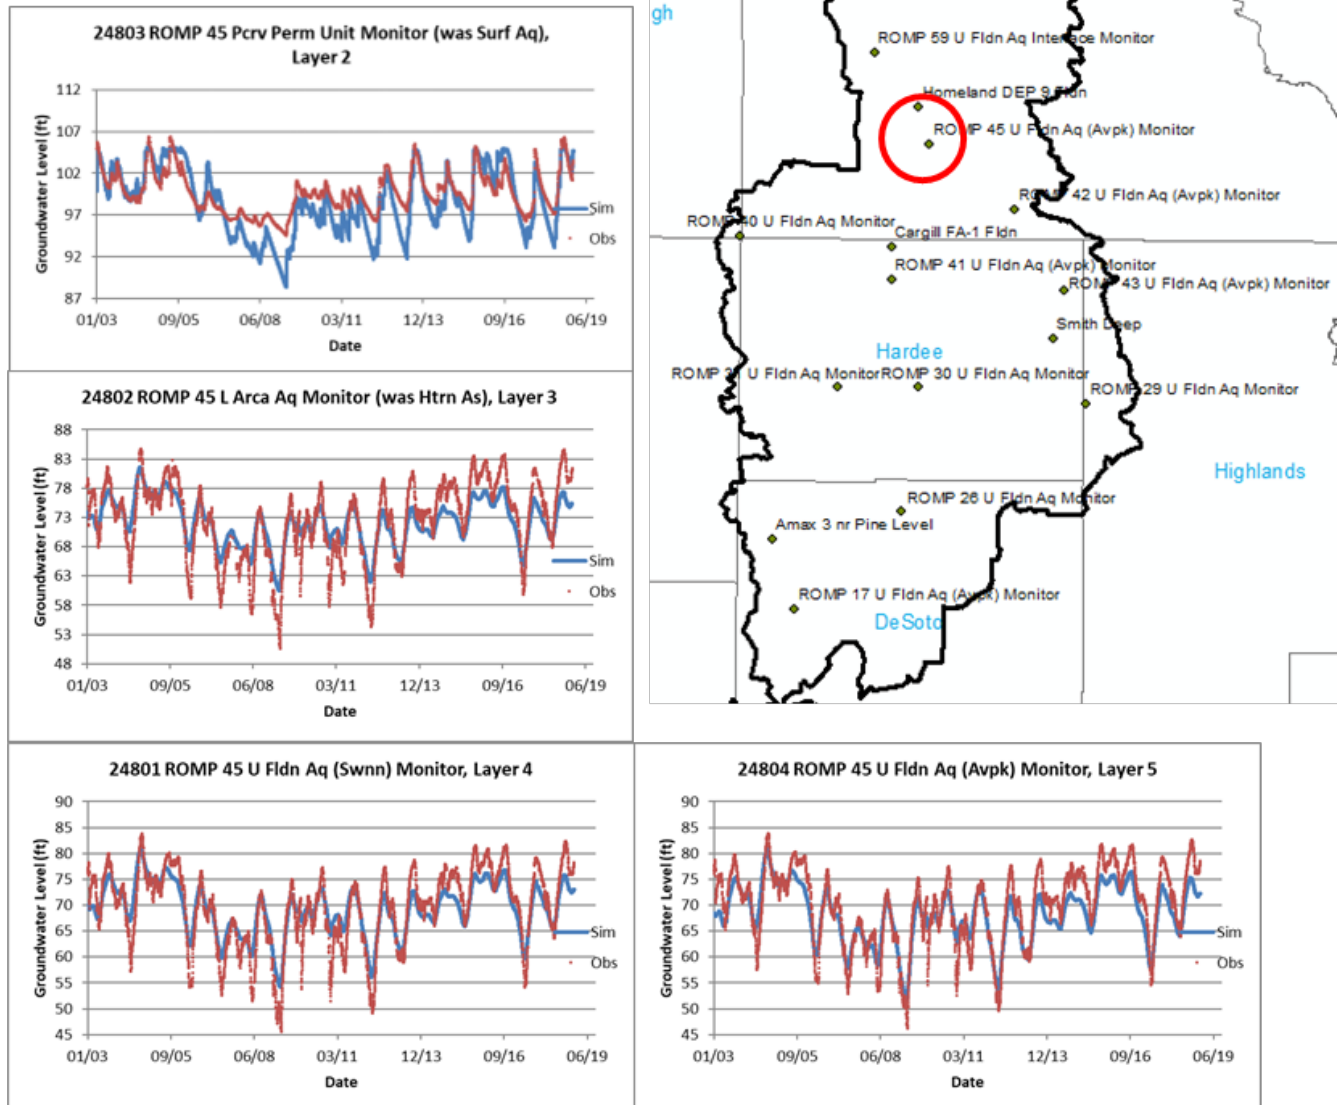 24803 ROMP 45 Pcrv Perm Unit Monitor (was Surf Aq),
Layer 2
Groundwater Level (ft)
112
107
102
97
92
87
01/03 09/05 06/08 03/11 12/13 09/16 06/19
Date
Sim
Obs
gh
ROMP 59 U Fldn Aq Interface Monitor
Homeland DEP 9 Fldn
ROMP 45 U Fldn Aq (Avpk) Monitor
ROMP 42 U Fldn Aq (Avpk) Monitor
ROMP 40 U Fldn Aq Monitor
Cargill FA-1 Fldn
ROMP 41 U Fldn Aq (Avpk) Monitor
ROMP 43 U Fldn Aq (Avpk) Monitor
Smith Deep
Hardee
ROMP 31 U Fldn Aq Monitor
ROMP 30 U Fldn Aq Monitor
ROMP 29 U Fldn Aq Monitor
Highlands
ROMP 26 U Fldn Aq Monitor
Amax 3 nr Pine Level
ROMP 17 U Fldn Aq (Avpk) Monitor
DeSoto
24802 ROMP 45 L Arca Aq Monitor (was Htrn As), Layer 3
Groundwater Level (ft)
88
83
78
73
68
63
58
53
48
01/03 09/05 06/08 03/11 12/13 09/16 06/19
Date
Sim
Obs
24801 ROMP 45 U Fldn Aq (Swnn) Monitor, Layer 4
Groundwater Level (ft)
90
85
80
75
70
65
60
55
50
45
01/03 09/05 06/08 03/11 12/13 09/16 06/19
Date
Sim
Obs
24804 ROMP 45 U Fldn Aq (Avpk) Monitor, Layer 5
Groundwater Level (ft)
90
85
80
75
70
65
60
55
50
45
01/03 09/05 06/08 03/11 12/13 09/16 06/19
Date
Sim
Obs